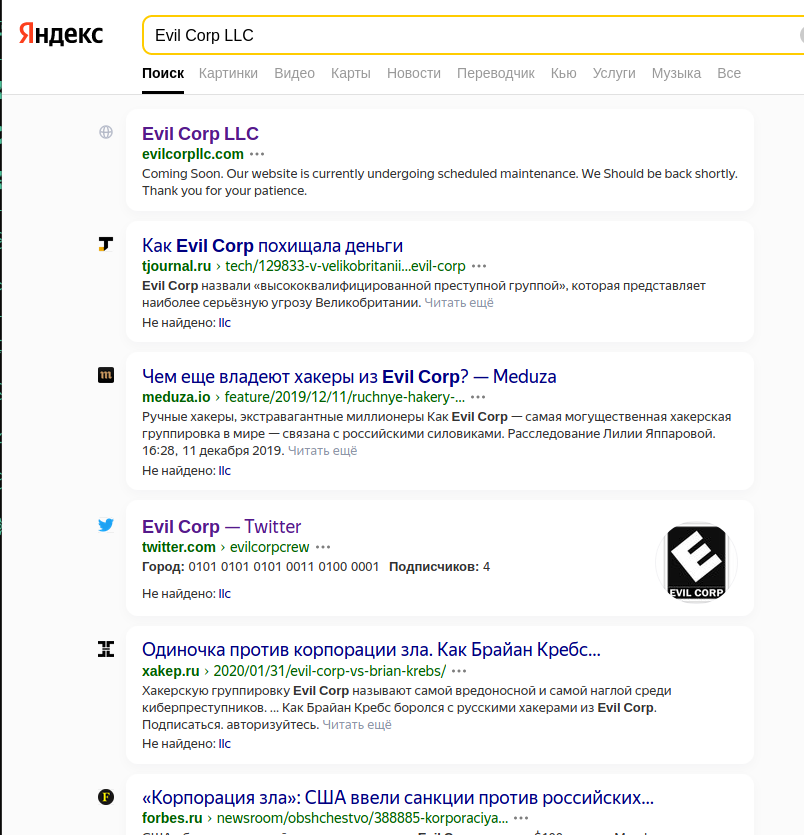 Яндекс
Evil Corp LLC
Поиск Картинки Видео Карты Новости Переводчик Кью Услуги Музыка Все
Evil Corp LLC
evilcorpllc.com
Coming Soon. Our website is currently undergoing scheduled maintenance. We Should be back shortly.
Thank you for your patience.
Как Evil Corp похищала деньги
tjournal.ru › tech/129833-v-velikobritanii...evil-corp
Evil Corp назвали «высококвалифицированной преступной группой», которая представляет
наиболее серьёзную угрозу Великобритании. Читать ещё
Не найдено: llc
Чем еще владеют хакеры из Evil Corp? — Meduza
meduza.io › feature/2019/12/11/ruchnye-hakery-...
Ручные хакеры, экстравагантные миллионеры Как Evil Corp — самая могущественная хакерская
группировка в мире — связана с российскими силовиками. Расследование Лилии Яппаровой.
16:28, 11 декабря 2019. Читать ещё
Не найдено: llc
Evil Corp — Twitter
twitter.com › evilcorpcrew
Город: 0101 0101 0101 0011 0100 0001 Подписчиков: 4
Не найдено: llc
EVIL CORP
Одиночка против корпорации зла. Как Брайан Кребс...
xakep.ru › 2020/01/31/evil-corp-vs-brian-krebs/
Хакерскую группировку Evil Corp называют самой вредоносной и самой наглой среди
киберпреступников. ... Как Брайан Кребс боролся с русскими хакерами из Evil Corp.
Подписаться. авторизуйтесь. Читать ещё
Не найдено: llc
«Корпорация зла»: США ввели санкции против российских...
forbes.ru › newsroom/obshchestvo/388885-korporaciya...